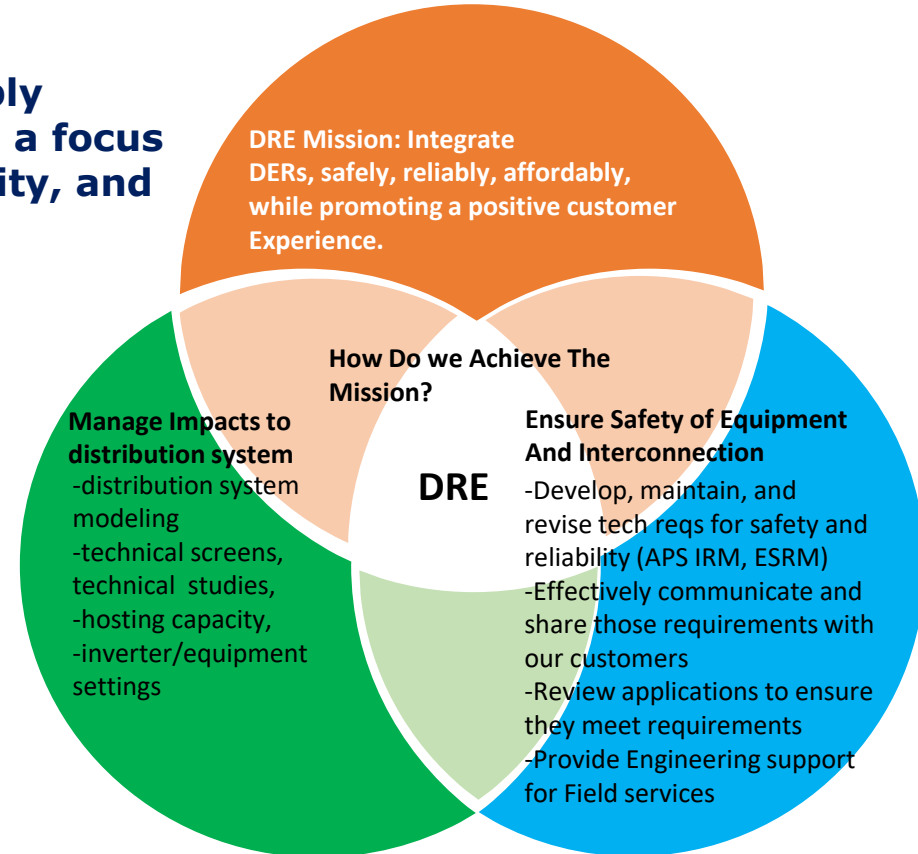 bly
a focus
ity, and
DRE Mission: Integrate
DERs, safely, reliably, affordably,
while promoting a positive customer
Experience.
How Do we Achieve The
Mission?
Manage Impacts to
distribution system
-distribution system
modeling
-technical screens,
technical studies,
-hosting capacity,
-inverter/equipment
settings
DRE
Ensure Safety of Equipment
And Interconnection
-Develop, maintain, and
revise tech reqs for safety and
reliability (APS IRM, ESRM)
-Effectively communicate and
share those requirements with
our customers
-Review applications to ensure
they meet requirements
-Provide Engineering support
for Field services